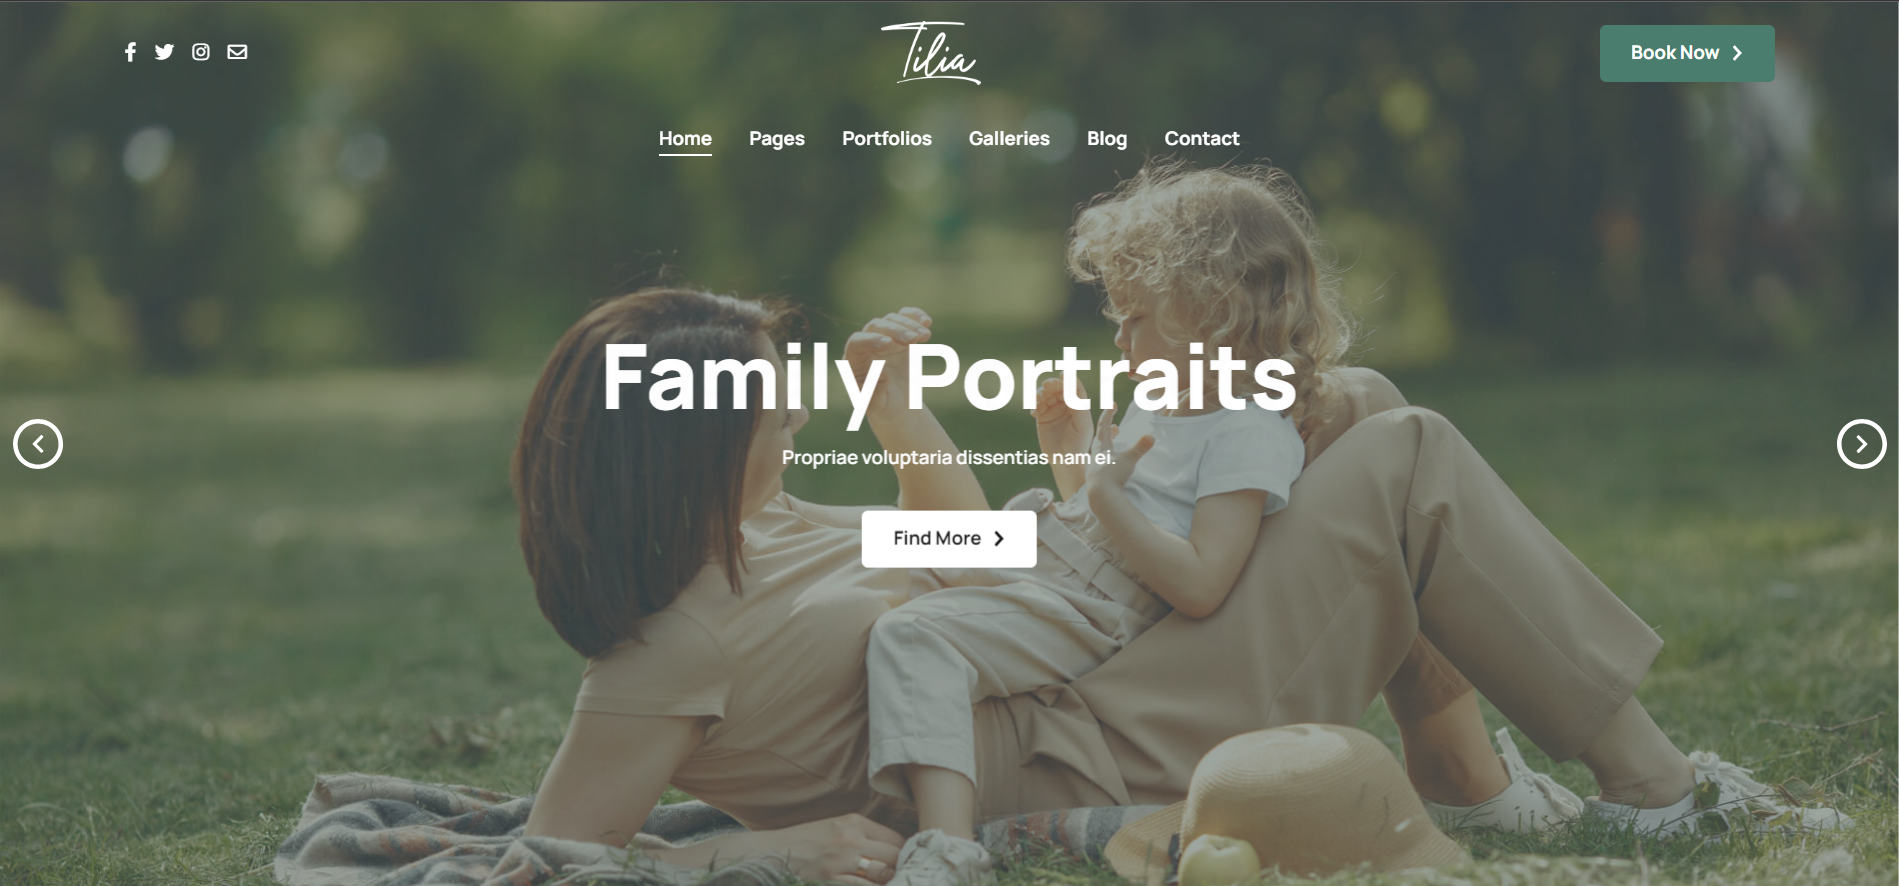 Tilia
Book Now
Home Pages Portfolios Galleries Blog Contact
Family Portraits
Propriae voluptaria dissentias nam ei.
Find More